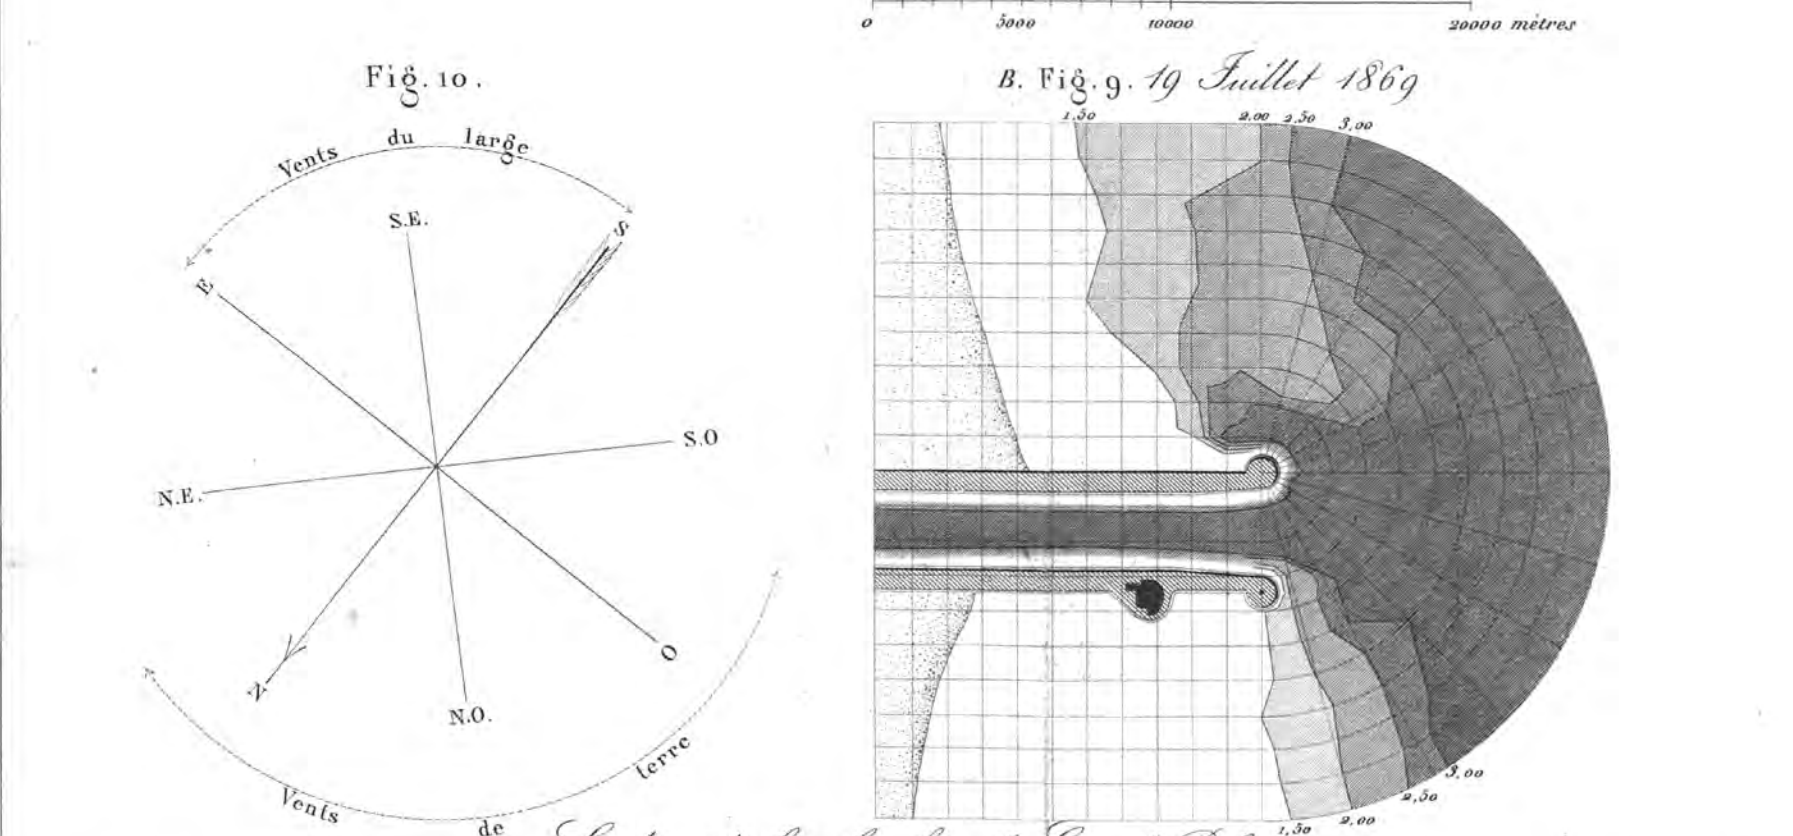 0 5000 10000 20000 mètres
Fig. 10.
B. Fig. 9. 19 Juillet 1869
1,50 2.00 2,50 3,00
Vents du large
S.E.
S
E
S.O
N.E.
O
N
N.O.
Vents de terre
3,00
2,50
2,00
1,50